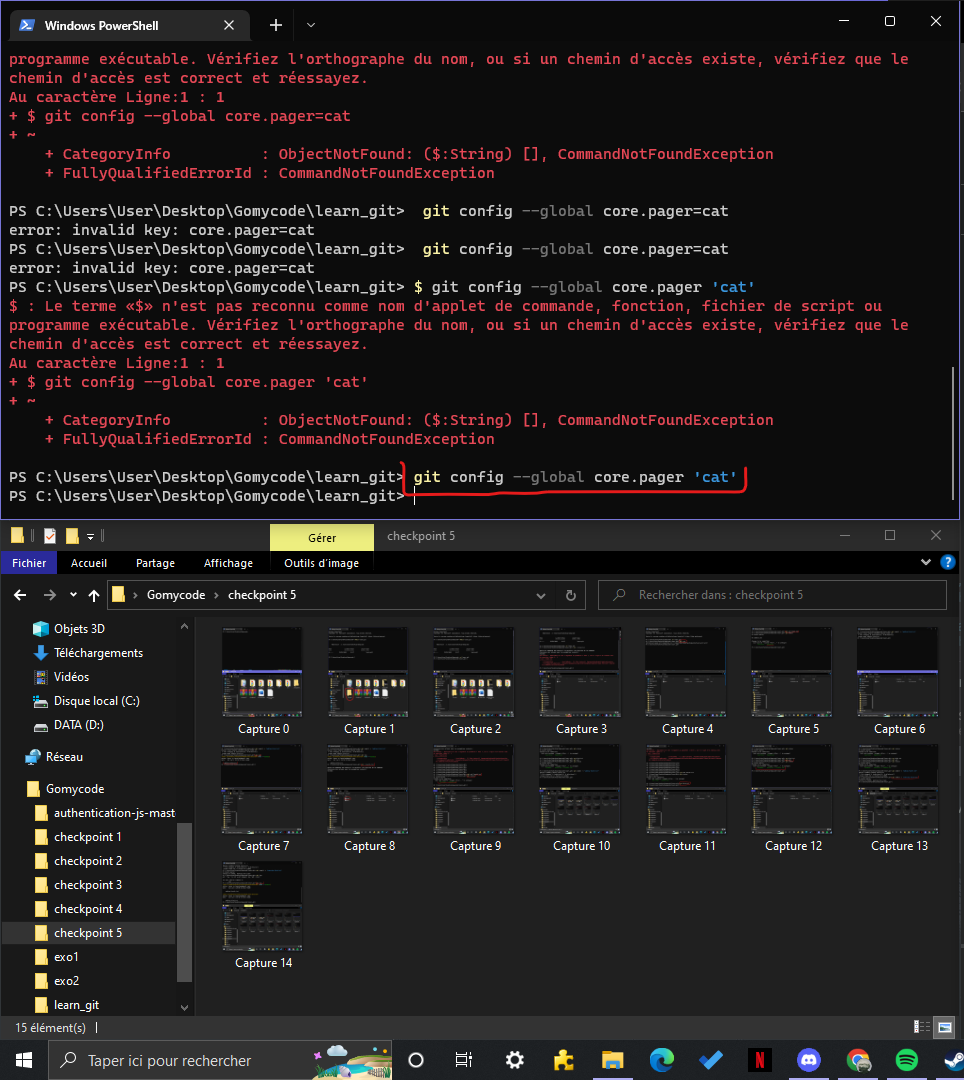 Windows PowerShell
programme exécutable. Vérifiez l'orthographe du nom, ou si un chemin d'accès existe, vérifiez que le
chemin d'accès est correct et réessayez.
Au caractère Ligne:1 : 1
+ $ git config --global core.pager=cat
+ ~
    + CategoryInfo          : ObjectNotFound: ($:String) [], CommandNotFoundException
    + FullyQualifiedErrorId : CommandNotFoundException
PS C:\Users\User\Desktop\Gomycode\learn_git>  git config --global core.pager=cat
error: invalid key: core.pager=cat
PS C:\Users\User\Desktop\Gomycode\learn_git>  git config --global core.pager=cat
error: invalid key: core.pager=cat
PS C:\Users\User\Desktop\Gomycode\learn_git> $ git config --global core.pager 'cat'
$ : Le terme «$» n'est pas reconnu comme nom d'applet de commande, fonction, fichier de script ou
programme exécutable. Vérifiez l'orthographe du nom, ou si un chemin d'accès existe, vérifiez que le
chemin d'accès est correct et réessayez.
Au caractère Ligne:1 : 1
+ $ git config --global core.pager 'cat'
+ ~
    + CategoryInfo          : ObjectNotFound: ($:String) [], CommandNotFoundException
    + FullyQualifiedErrorId : CommandNotFoundException
PS C:\Users\User\Desktop\Gomycode\learn_git> git config --global core.pager 'cat'
PS C:\Users\User\Desktop\Gomycode\learn_git>
Gérer
checkpoint 5
Fichier
Accueil
Partage
Affichage
Outils d'image
Gomycode > checkpoint 5
Rechercher dans : checkpoint 5
Objets 3D
Téléchargements
Vidéos
Disque local (C:)
DATA (D:)
Réseau
Gomycode
authentication-js-mast
checkpoint 1
checkpoint 2
checkpoint 3
checkpoint 4
checkpoint 5
exo1
exo2
learn_git
Capture 0
Capture 1
Capture 2
Capture 3
Capture 4
Capture 5
Capture 6
Capture 7
Capture 8
Capture 9
Capture 10
Capture 11
Capture 12
Capture 13
Capture 14
15 élément(s)
Taper ici pour rechercher